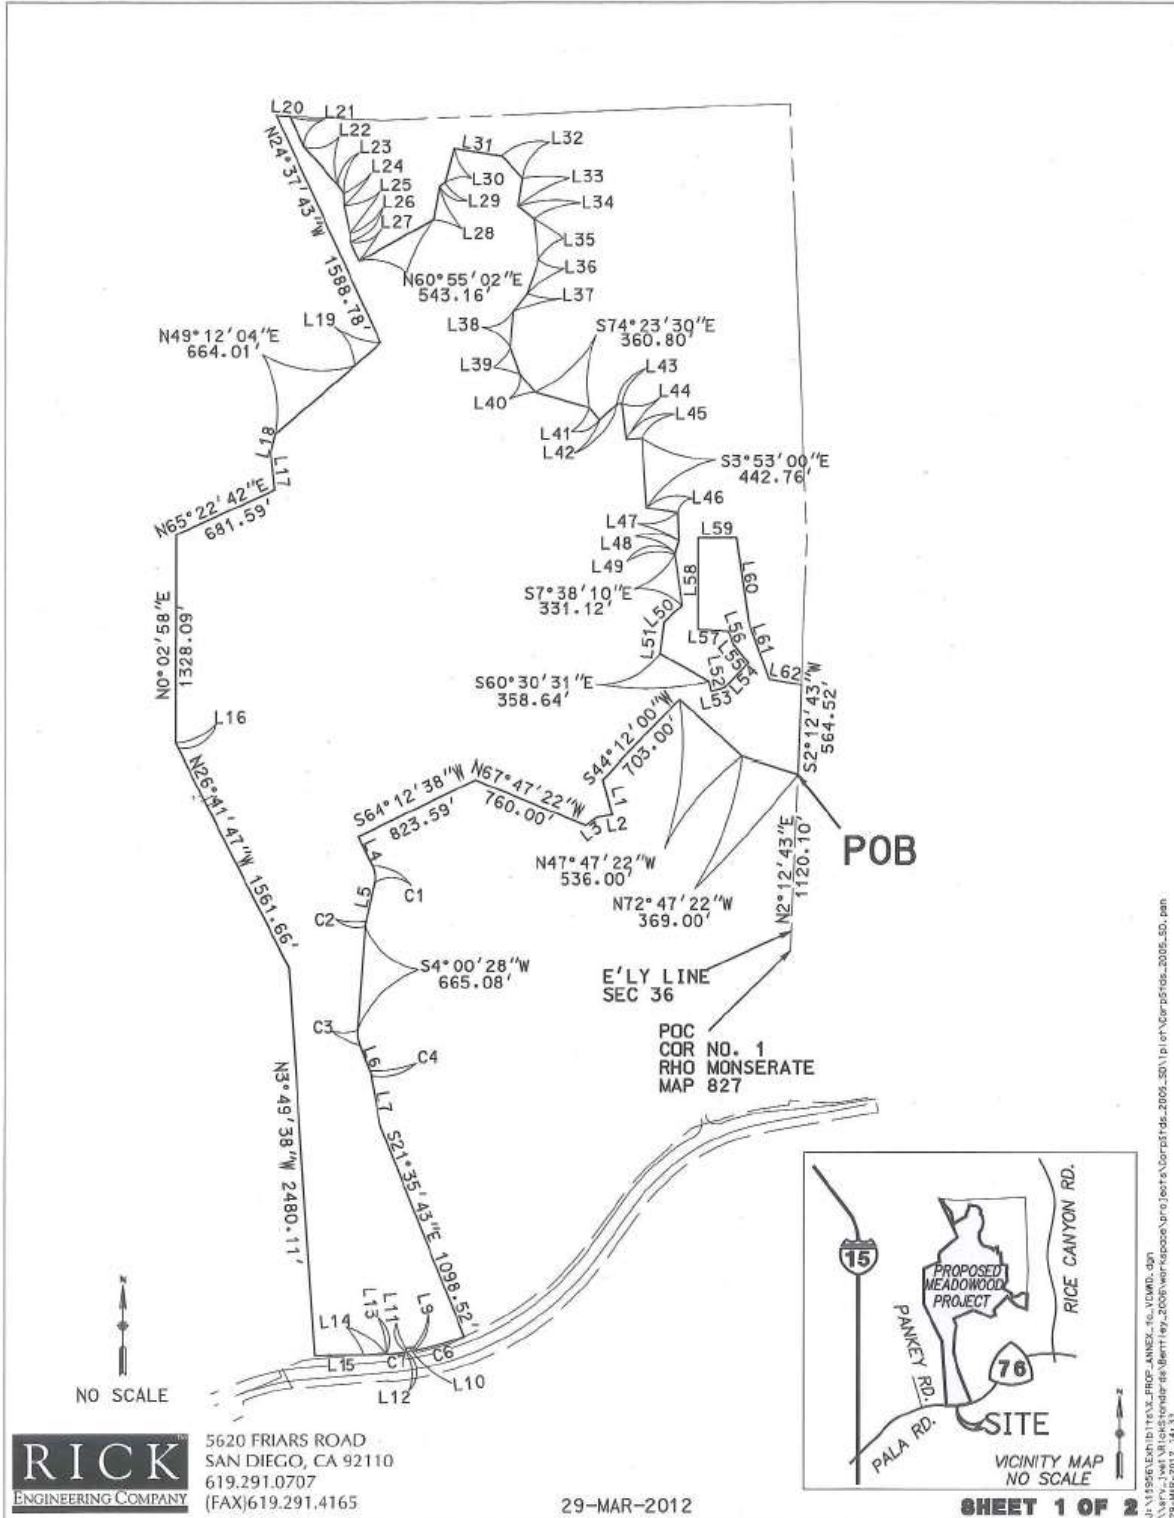 L20
L21
L22
L23
L24
L25
L26
L27
N24°37'43"W
1588.78'
L31
L32
L30
L33
L29
L34
L28
L35
L36
L37
N60°55'02"E
543.16'
L19
N49°12'04"E
664.01'
L38
S74°23'30"E
360.80'
L39
L43
L40
L44
L45
L41
L42
L18
L17
S3°53'00"E
442.76'
N65°22'42"E
681.59'
L46
L47
L48
L49
L59
L58
L60
S7°38'10"E
331.12'
L50
L51
L57
L56
L61
L55
L54
L52
L53
L62
N0°02'58"E
1328.09'
S60°30'31"E
358.64'
S2°12'43"W
564.52'
L16
S44°12'00"W
703.00'
N26°41'47"W 1561.66'
S64°12'38"W
823.59'
N67°47'22"W
760.00'
L1
L2
L3
L4
POB
N47°47'22"W
536.00'
N72°47'22"W
369.00'
N2°12'43"E
1120.10'
C1
L5
C2
S4°00'28"W
665.08'
E'LY LINE
SEC 36
C3
L6
C4
POC
COR NO. 1
RHO MONSERATE
MAP 827
L7
N3°49'38"W 2480.11'
S21°35'43"E 1098.52'
L14
L13
L11
L9
L15
C7
C6
L10
L12
N
NO SCALE
15
PROPOSED
MEADOWOOD
PROJECT
RICE CANYON RD.
PANKEY RD.
76
PALA RD.
SITE
N
VICINITY MAP
NO SCALE
RICK
ENGINEERING COMPANY
5620 FRIARS ROAD
SAN DIEGO, CA 92110
619.291.0707
(FAX)619.291.4165
29-MAR-2012
SHEET 1 OF 2